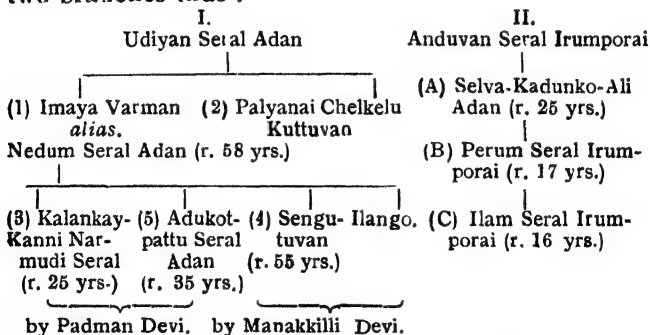 two branches thus :
I. II.
Udiyan Seral Adan Anduvan Seral Irumporai
(A) Selva-Kadunko-Ali
(1) Imaya Varman (2) Palyanai Chelkelu Adan (r. 25 yrs.)
alias. Kuttuvan
Nedum Seral Adan (r. 58 yrs.) (B) Perum Seral Irum-
porai (r. 17 yrs.)
(3) Kalankay- (5) Adukot- (4) Sengu- Ilango. (C) Ilam Seral Irum-
Kanni Nar- pattu Seral tuvan porai (r. 16 yrs.)
mudi Seral Adan (r. 55 yrs.)
(r. 25 yrs-) (r. 35 yrs.)
by Padman Devi. by Manakkilli Devi.